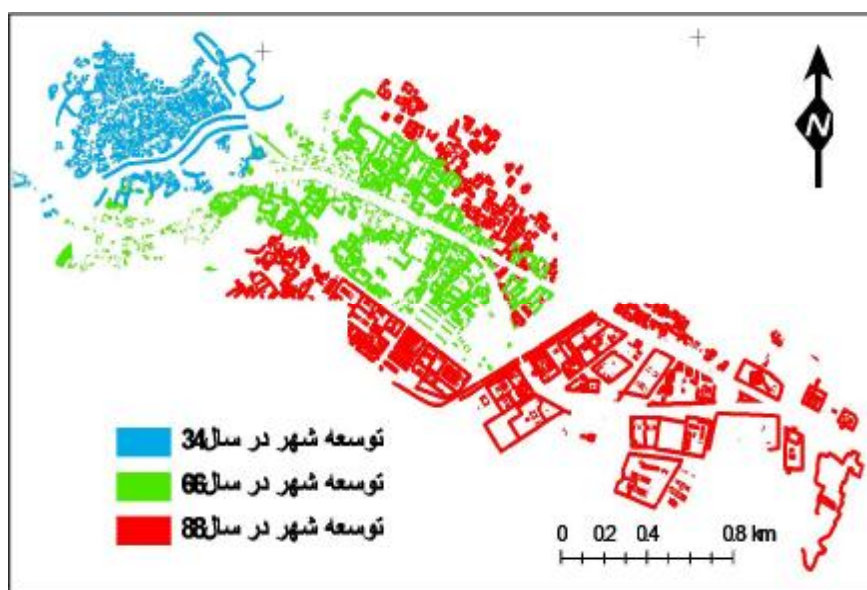 N
توسعه شهر در سال34
توسعه شهر در سال66
توسعه شهر در سال88
0 0.2 0.4 0.8 km